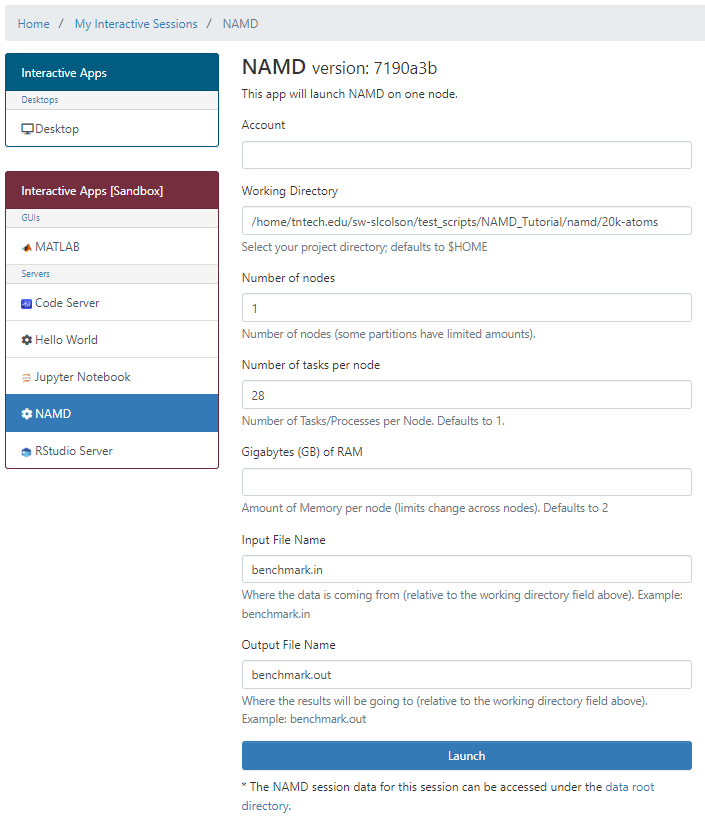 Home / My Interactive Sessions / NAMD
Interactive Apps
Desktops
Desktop
Interactive Apps [Sandbox]
GUIs
MATLAB
Servers
Code Server
Hello World
Jupyter Notebook
NAMD
RStudio Server
NAMD version: 7190a3b
This app will launch NAMD on one node.
Account
Working Directory
/home/tntech.edu/sw-slcolson/test_scripts/NAMD_Tutorial/namd/20k-atoms
Select your project directory; defaults to $HOME
Number of nodes
1
Number of nodes (some partitions have limited amounts).
Number of tasks per node
28
Number of Tasks/Processes per Node. Defaults to 1.
Gigabytes (GB) of RAM
Amount of Memory per node (limits change across nodes). Defaults to 2
Input File Name
benchmark.in
Where the data is coming from (relative to the working directory field above). Example:
benchmark.in
Output File Name
benchmark.out
Where the results will be going to (relative to the working directory field above).
Example: benchmark.out
Launch
* The NAMD session data for this session can be accessed under the data root
directory.